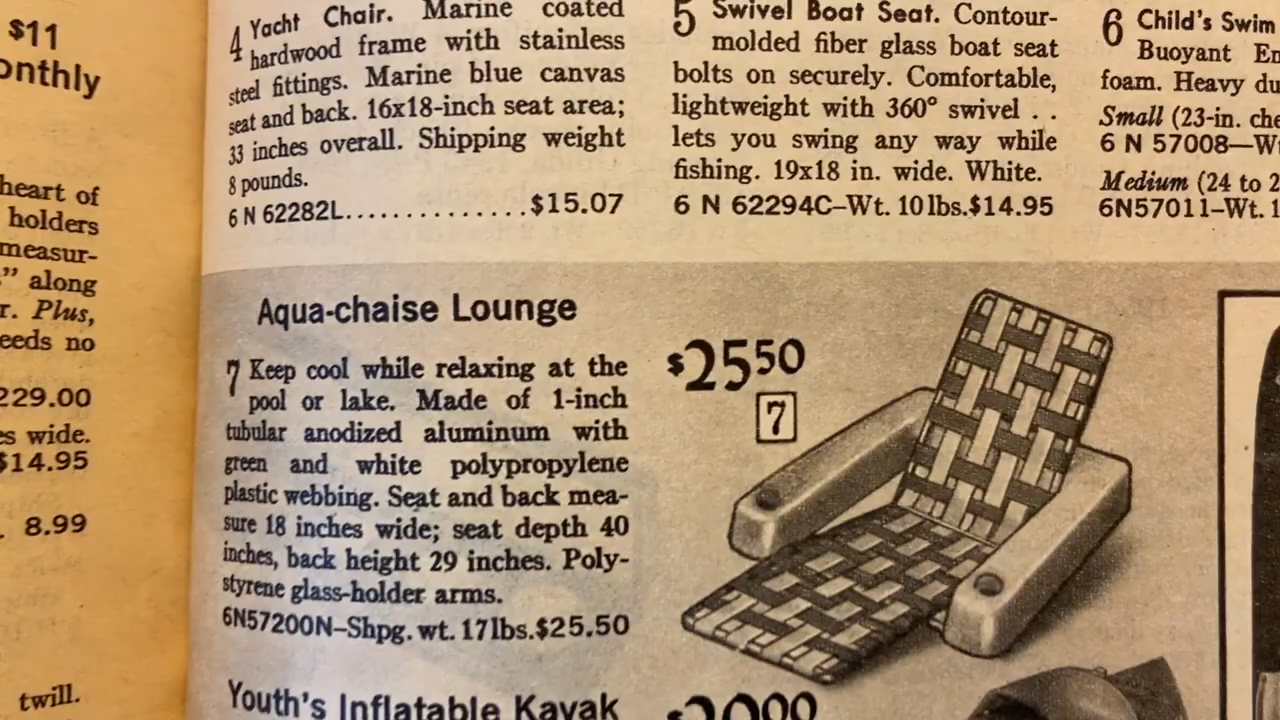 $11
onthly
heart of
holders
measur-
" along
r. Plus,
eeds no
229.00
es wide.
$14.95
8.99
twill.
4 Yacht Chair. Marine coated
hardwood frame with stainless
steel fittings. Marine blue canvas
seat and back. 16x18-inch seat area;
33 inches overall. Shipping weight
8 pounds.
6 N 62282L..............$15.07
5 Swivel Boat Seat. Contour-
molded fiber glass boat seat
bolts on securely. Comfortable,
lightweight with 360° swivel . .
lets you swing any way while
fishing. 19x18 in. wide. White.
6 N 62294C–Wt. 10 lbs.$14.95
6 Child's Swim
Buoyant En
foam. Heavy du
Small (23-in. che
6 N 57008—Wt
Medium (24 to 2
6N57011–Wt. 1
Aqua-chaise Lounge
7 Keep cool while relaxing at the
pool or lake. Made of 1-inch
tubular anodized aluminum with
green and white polypropylene
plastic webbing. Seat and back mea-
sure 18 inches wide; seat depth 40
inches, back height 29 inches. Poly-
styrene glass-holder arms.
6N57200N–Shpg. wt. 17 lbs.$25.50
$25.50
7
Youth's Inflatable Kayak
$20.00